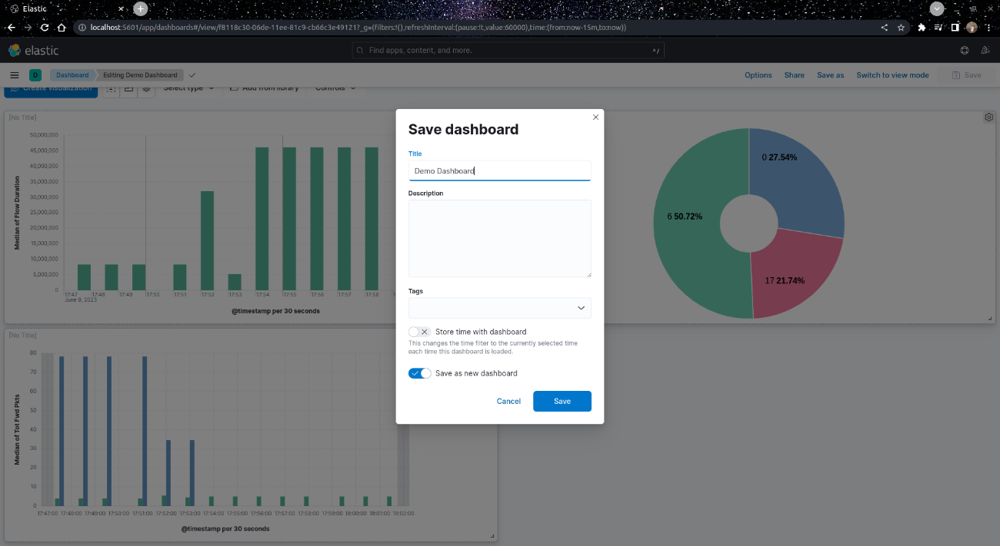 Elastic
localhost:5601/app/dashboards#/view/f8118c30-06de-11ee-81c9-cb66c3e49121?_g=(filters:!(),refreshInterval:(pause:!t,value:60000),time:(from:now-15m,to:now))
elastic
Find apps, content, and more.
^/
D
Dashboard
Editing Demo Dashboard
Options
Share
Save as
Switch to view mode
Save
Create visualization
Select type
Add from library
Controls
[No Title]
50,000,000
45,000,000
40,000,000
35,000,000
30,000,000
25,000,000
20,000,000
15,000,000
10,000,000
5,000,000
0
Median of Flow Duration
17:47 17:48 17:49 17:50 17:51 17:52 17:53 17:54 17:55 17:56 17:57 17:58
June 9, 2023
@timestamp per 30 seconds
Save dashboard
Title
Demo Dashboard
Description
Tags
Store time with dashboard
This changes the time filter to the currently selected time
each time this dashboard is loaded.
Save as new dashboard
Cancel
Save
0 27.54%
6 50.72%
17 21.74%
[No Title]
80
70
60
50
40
30
20
10
0
Median of Tot Fwd Pkts
17:47:00 17:48:00 17:49:00 17:50:00 17:51:00 17:52:00 17:53:00 17:54:00 17:55:00 17:56:00 17:57:00 17:58:00 17:59:00 18:00:00 18:01:00 18:02:00
@timestamp per 30 seconds